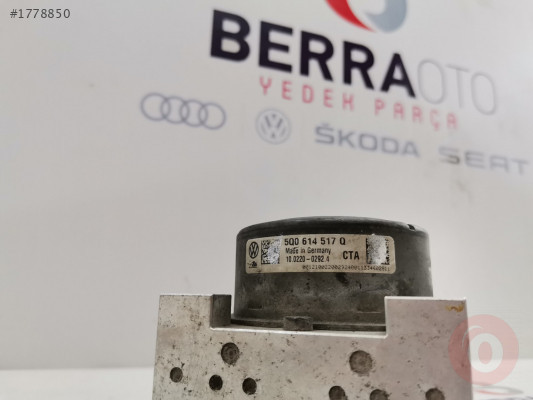 #1778850
BERRAOTO
YEDEK PARÇA
ŠKODA SEAT
5Q0 614 517 Q
Made in Germany
10.0220-0292.4
CTA